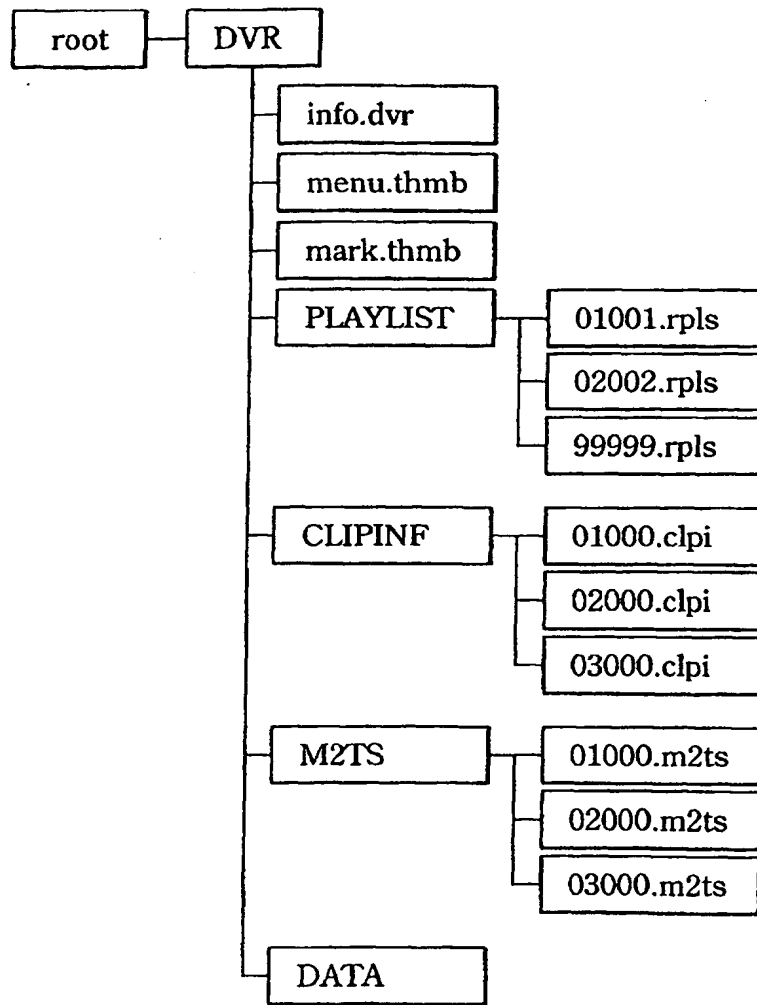 root DVR
info.dvr
menu.thmb
mark.thmb
PLAYLIST 01001.rpls
02002.rpls
99999.rpls
CLIPINF 01000.clpi
02000.clpi
03000.clpi
M2TS 01000.m2ts
02000.m2ts
03000.m2ts
DATA